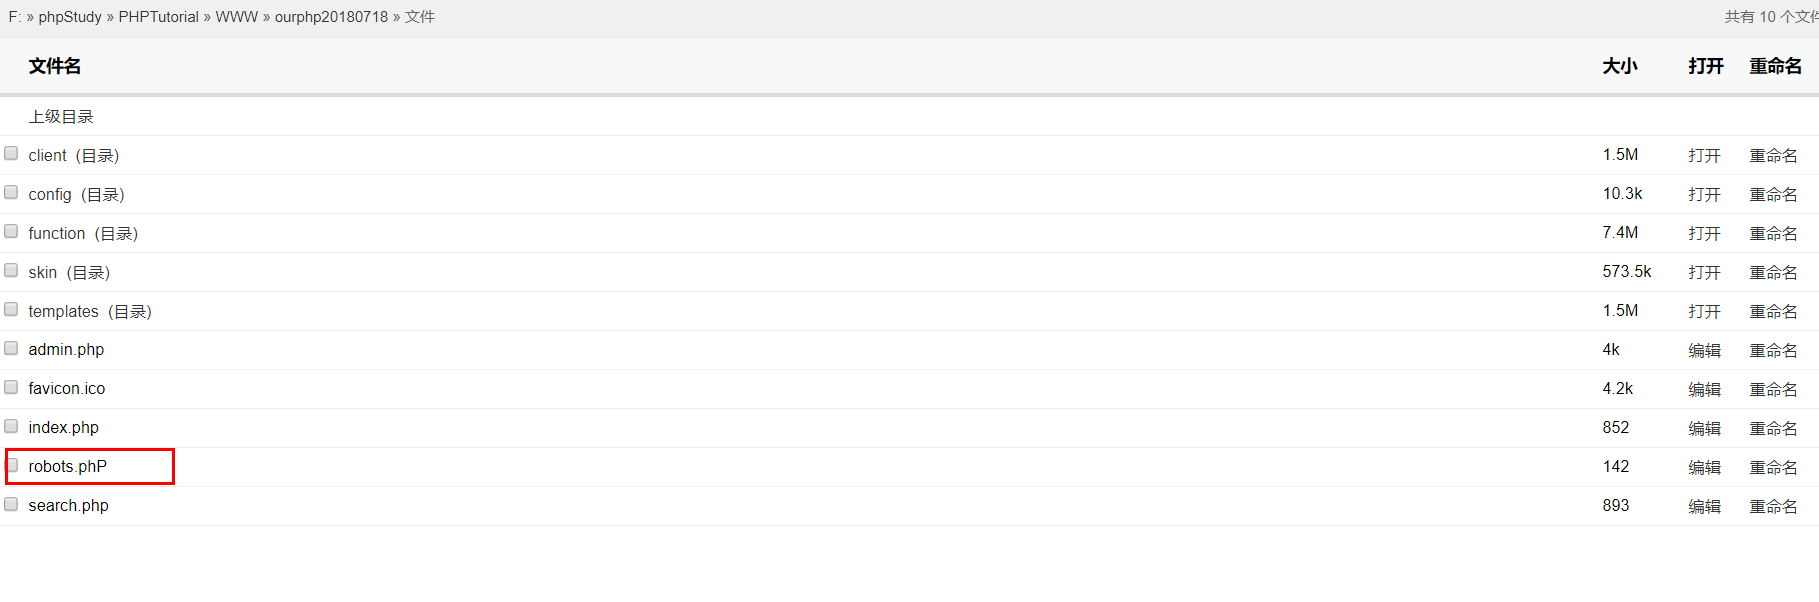 F: » phpStudy » PHPTutorial » WWW » ourphp20180718 » 文件 共有 10 个文件
文件名 大小 打开 重命名
上级目录
client (目录) 1.5M 打开 重命名
config (目录) 10.3k 打开 重命名
function (目录) 7.4M 打开 重命名
skin (目录) 573.5k 打开 重命名
templates (目录) 1.5M 打开 重命名
admin.php 4k 编辑 重命名
favicon.ico 4.2k 编辑 重命名
index.php 852 编辑 重命名
robots.phP 142 编辑 重命名
search.php 893 编辑 重命名